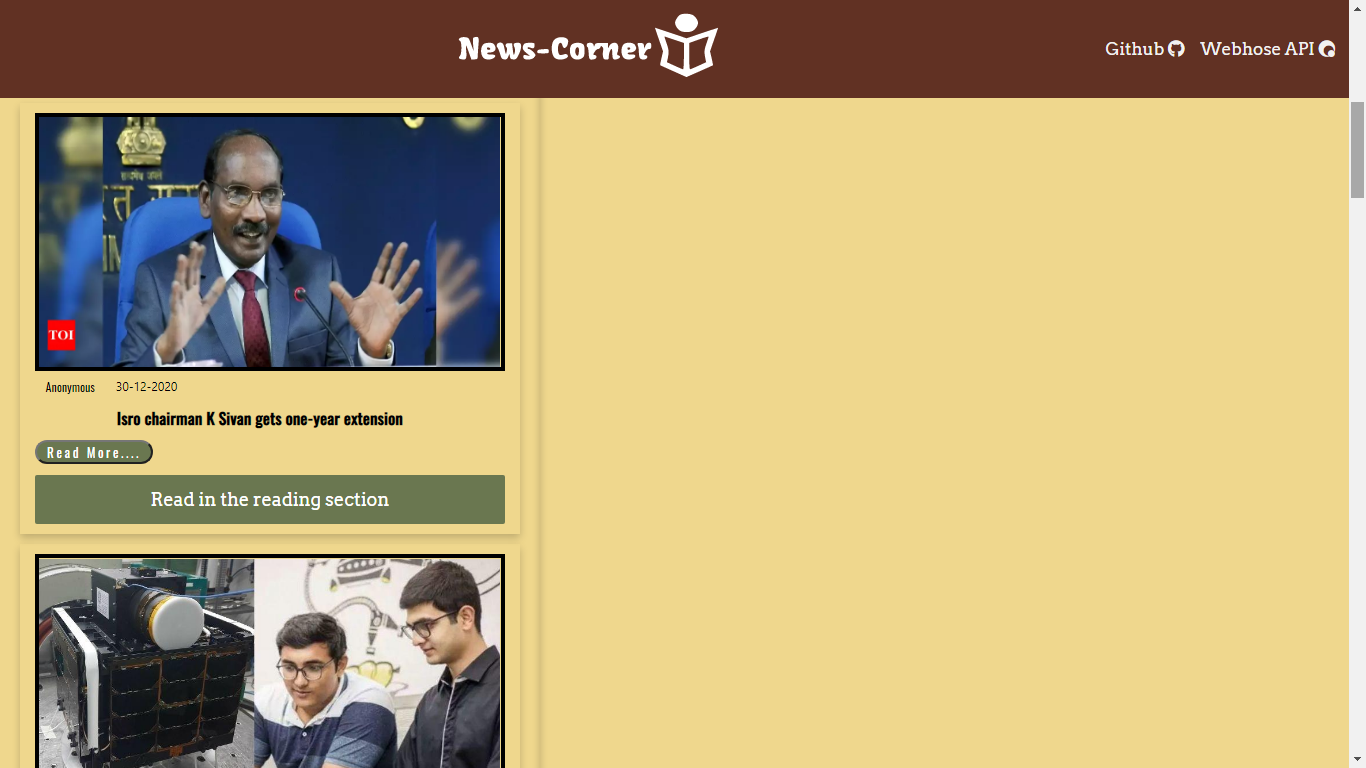 News-Corner
Github
Webhose API
TOI
Anonymous
30-12-2020
Isro chairman K Sivan gets one-year extension
Read More....
Read in the reading section